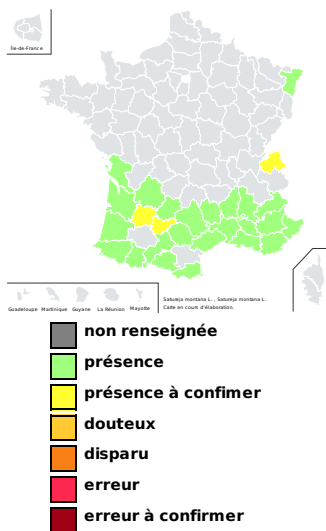 Île-de-France
Guadeloupe Martinique Guyane La Réunion Mayotte
Satureja montana L. , Satureja montana L.
Carte en cours d'élaboration.
non renseignée
présence
présence à confimer
douteux
disparu
erreur
erreur à confirmer